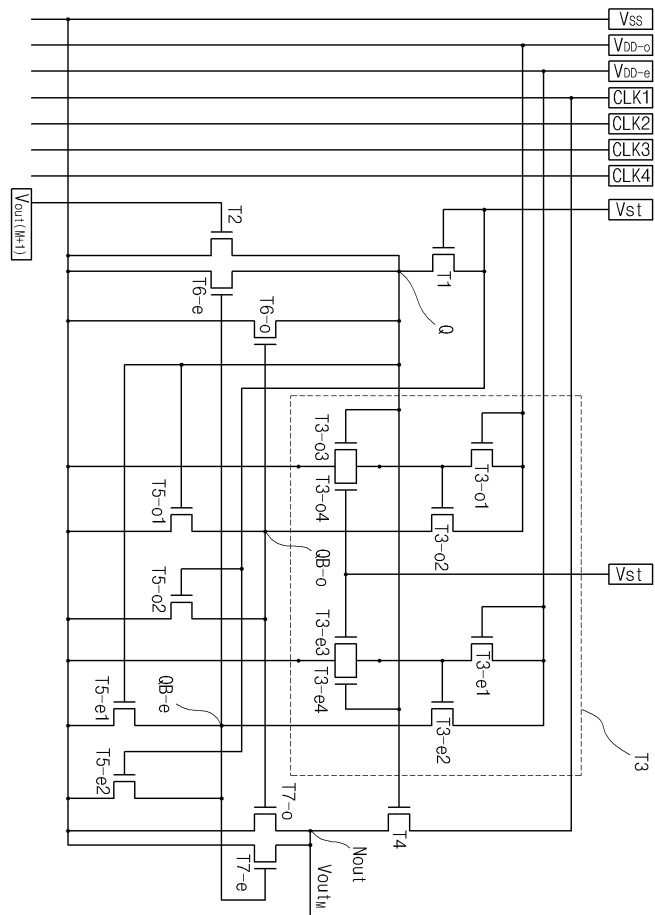 VSS
VDD-o
VDD-e
CLK1
CLK2
CLK3
CLK4
Vst
Vst
Vout(M+1)
T2
T1
T6-e
T6-o
Q
T3-o3
T3-o4
T3-o1
T3-o2
T5-o1
QB-o
T5-o2
T3-e3
T3-e4
T3-e1
T3-e2
T5-e1
QB-e
T5-e2
T3
T7-o
T4
T7-e
Nout
VoutM